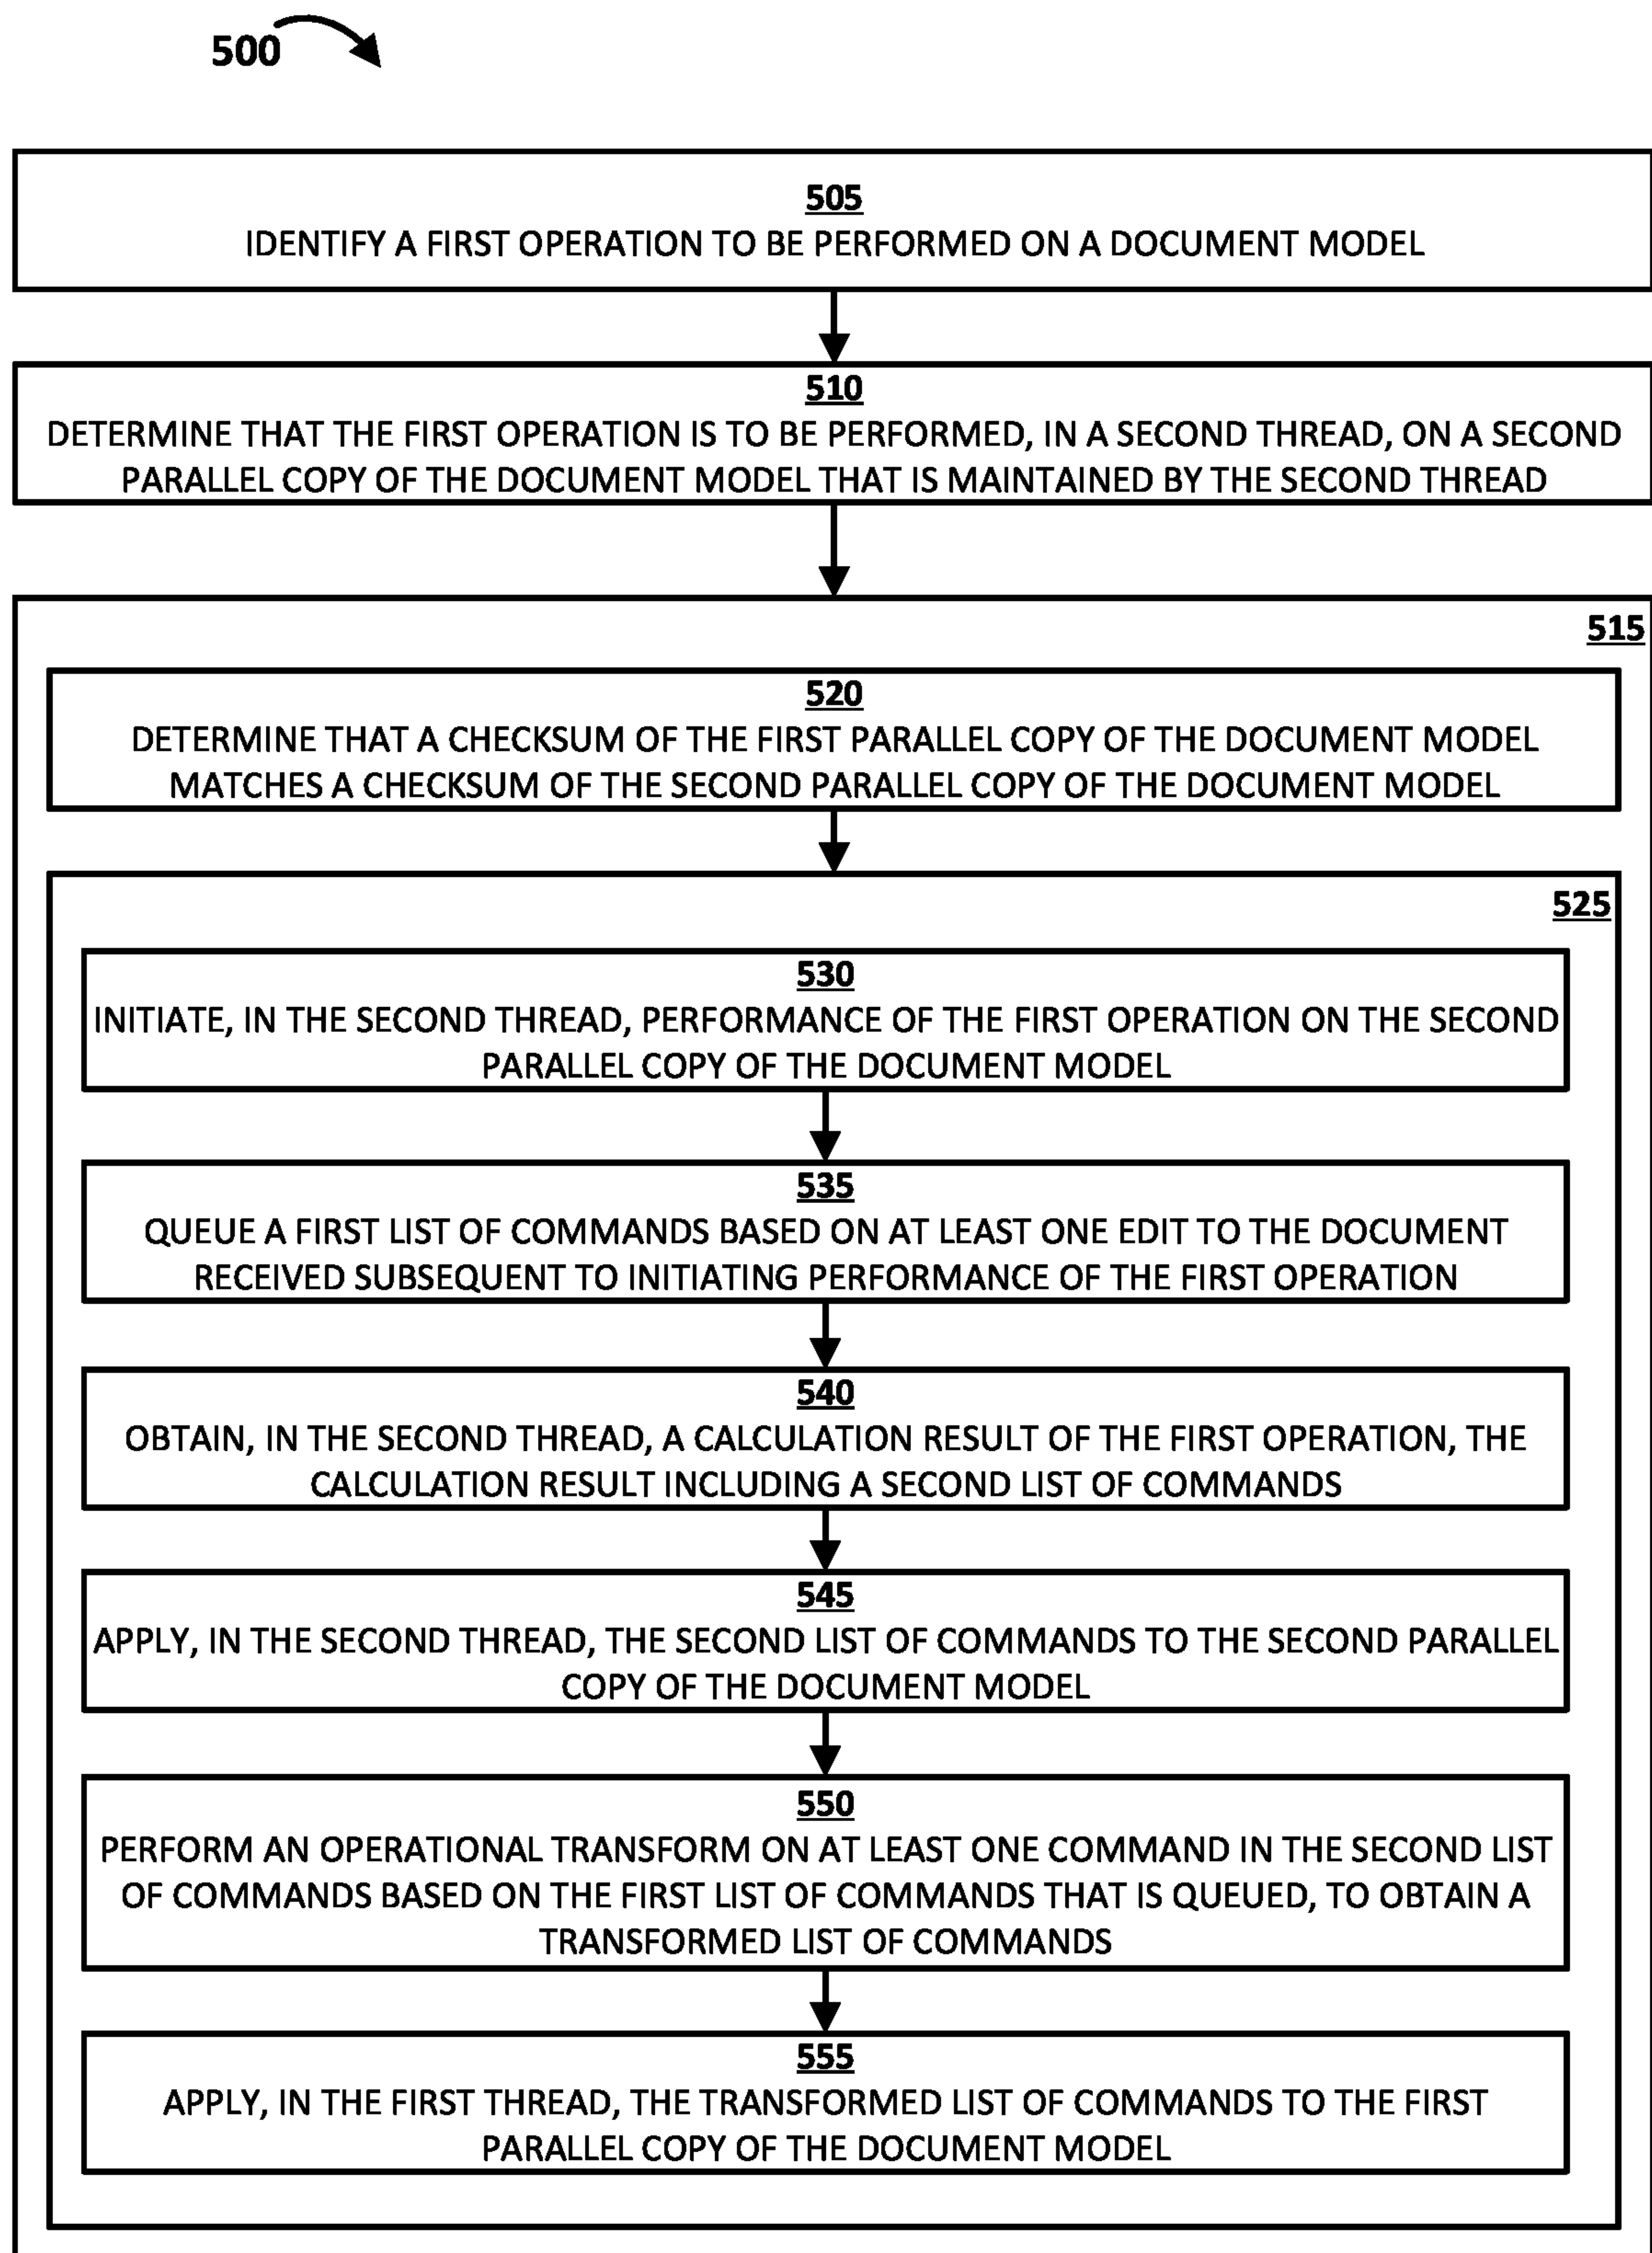 500
505
IDENTIFY A FIRST OPERATION TO BE PERFORMED ON A DOCUMENT MODEL
510
DETERMINE THAT THE FIRST OPERATION IS TO BE PERFORMED, IN A SECOND THREAD, ON A SECOND
PARALLEL COPY OF THE DOCUMENT MODEL THAT IS MAINTAINED BY THE SECOND THREAD
515
520
DETERMINE THAT A CHECKSUM OF THE FIRST PARALLEL COPY OF THE DOCUMENT MODEL
MATCHES A CHECKSUM OF THE SECOND PARALLEL COPY OF THE DOCUMENT MODEL
525
530
INITIATE, IN THE SECOND THREAD, PERFORMANCE OF THE FIRST OPERATION ON THE SECOND
PARALLEL COPY OF THE DOCUMENT MODEL
535
QUEUE A FIRST LIST OF COMMANDS BASED ON AT LEAST ONE EDIT TO THE DOCUMENT
RECEIVED SUBSEQUENT TO INITIATING PERFORMANCE OF THE FIRST OPERATION
540
OBTAIN, IN THE SECOND THREAD, A CALCULATION RESULT OF THE FIRST OPERATION, THE
CALCULATION RESULT INCLUDING A SECOND LIST OF COMMANDS
545
APPLY, IN THE SECOND THREAD, THE SECOND LIST OF COMMANDS TO THE SECOND PARALLEL
COPY OF THE DOCUMENT MODEL
550
PERFORM AN OPERATIONAL TRANSFORM ON AT LEAST ONE COMMAND IN THE SECOND LIST
OF COMMANDS BASED ON THE FIRST LIST OF COMMANDS THAT IS QUEUED, TO OBTAIN A
TRANSFORMED LIST OF COMMANDS
555
APPLY, IN THE FIRST THREAD, THE TRANSFORMED LIST OF COMMANDS TO THE FIRST
PARALLEL COPY OF THE DOCUMENT MODEL